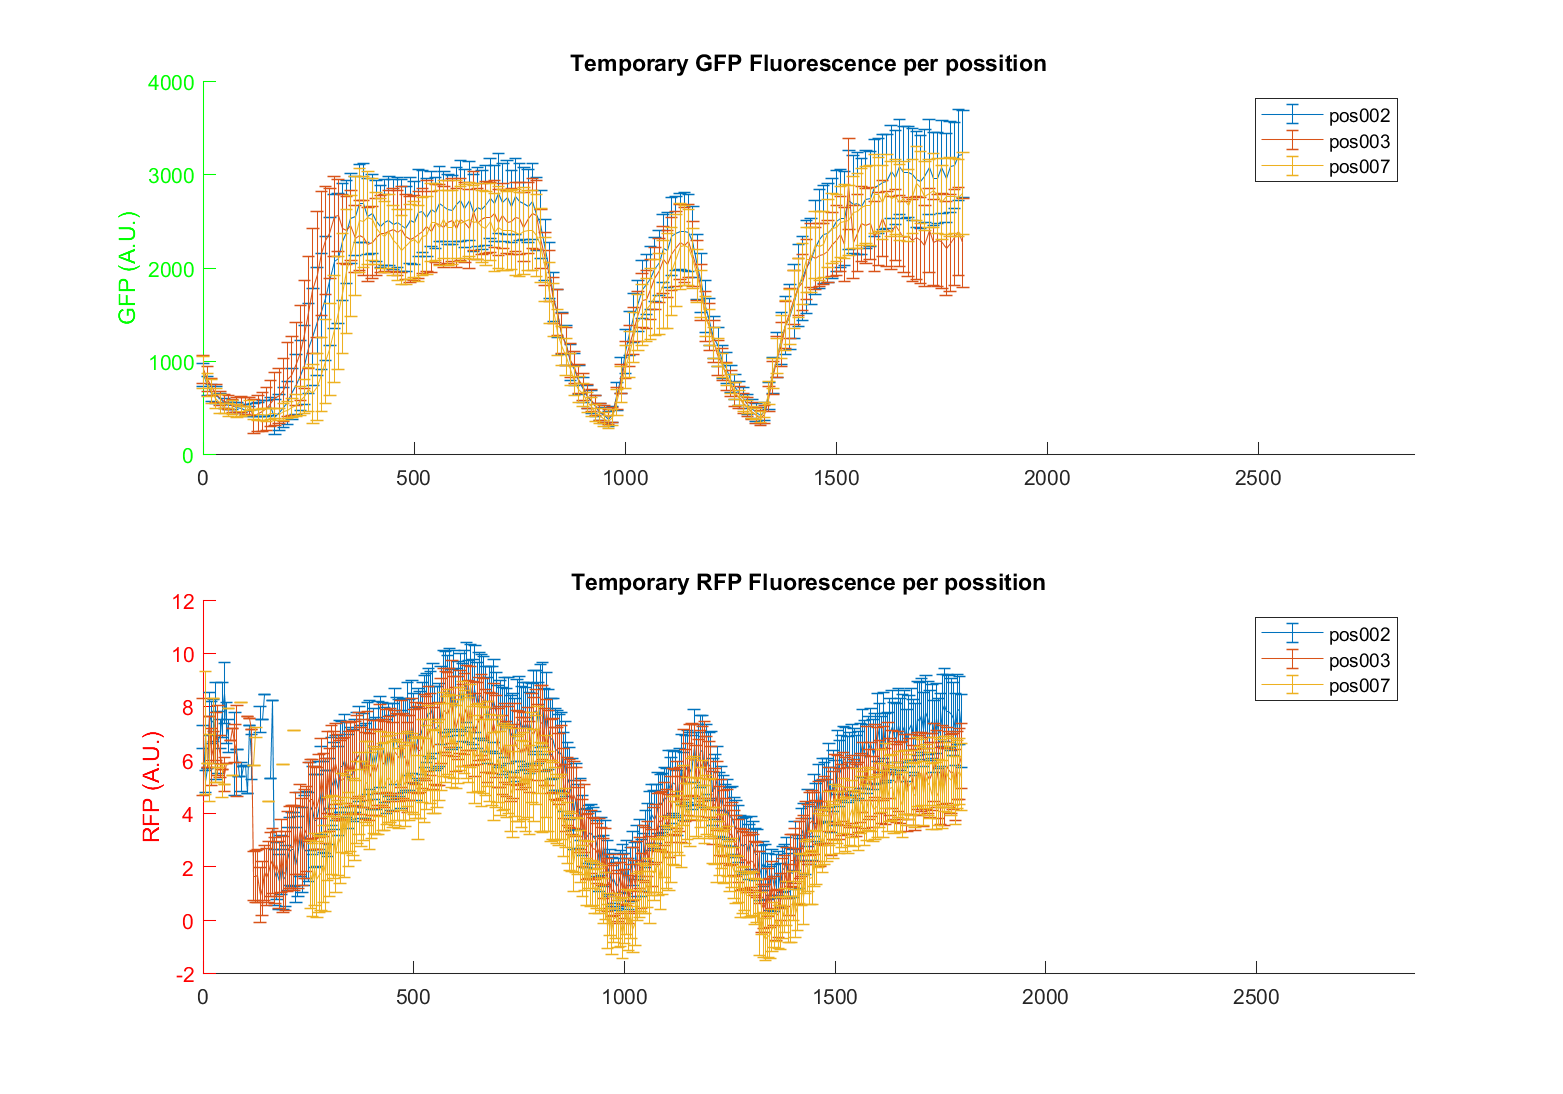 Temporary GFP Fluorescence per possition
GFP (A.U.)
4000
3000
2000
1000
0
0 500 1000 1500 2000 2500
pos002
pos003
pos007
Temporary RFP Fluorescence per possition
RFP (A.U.)
12
10
8
6
4
2
0
-2
0 500 1000 1500 2000 2500
pos002
pos003
pos007